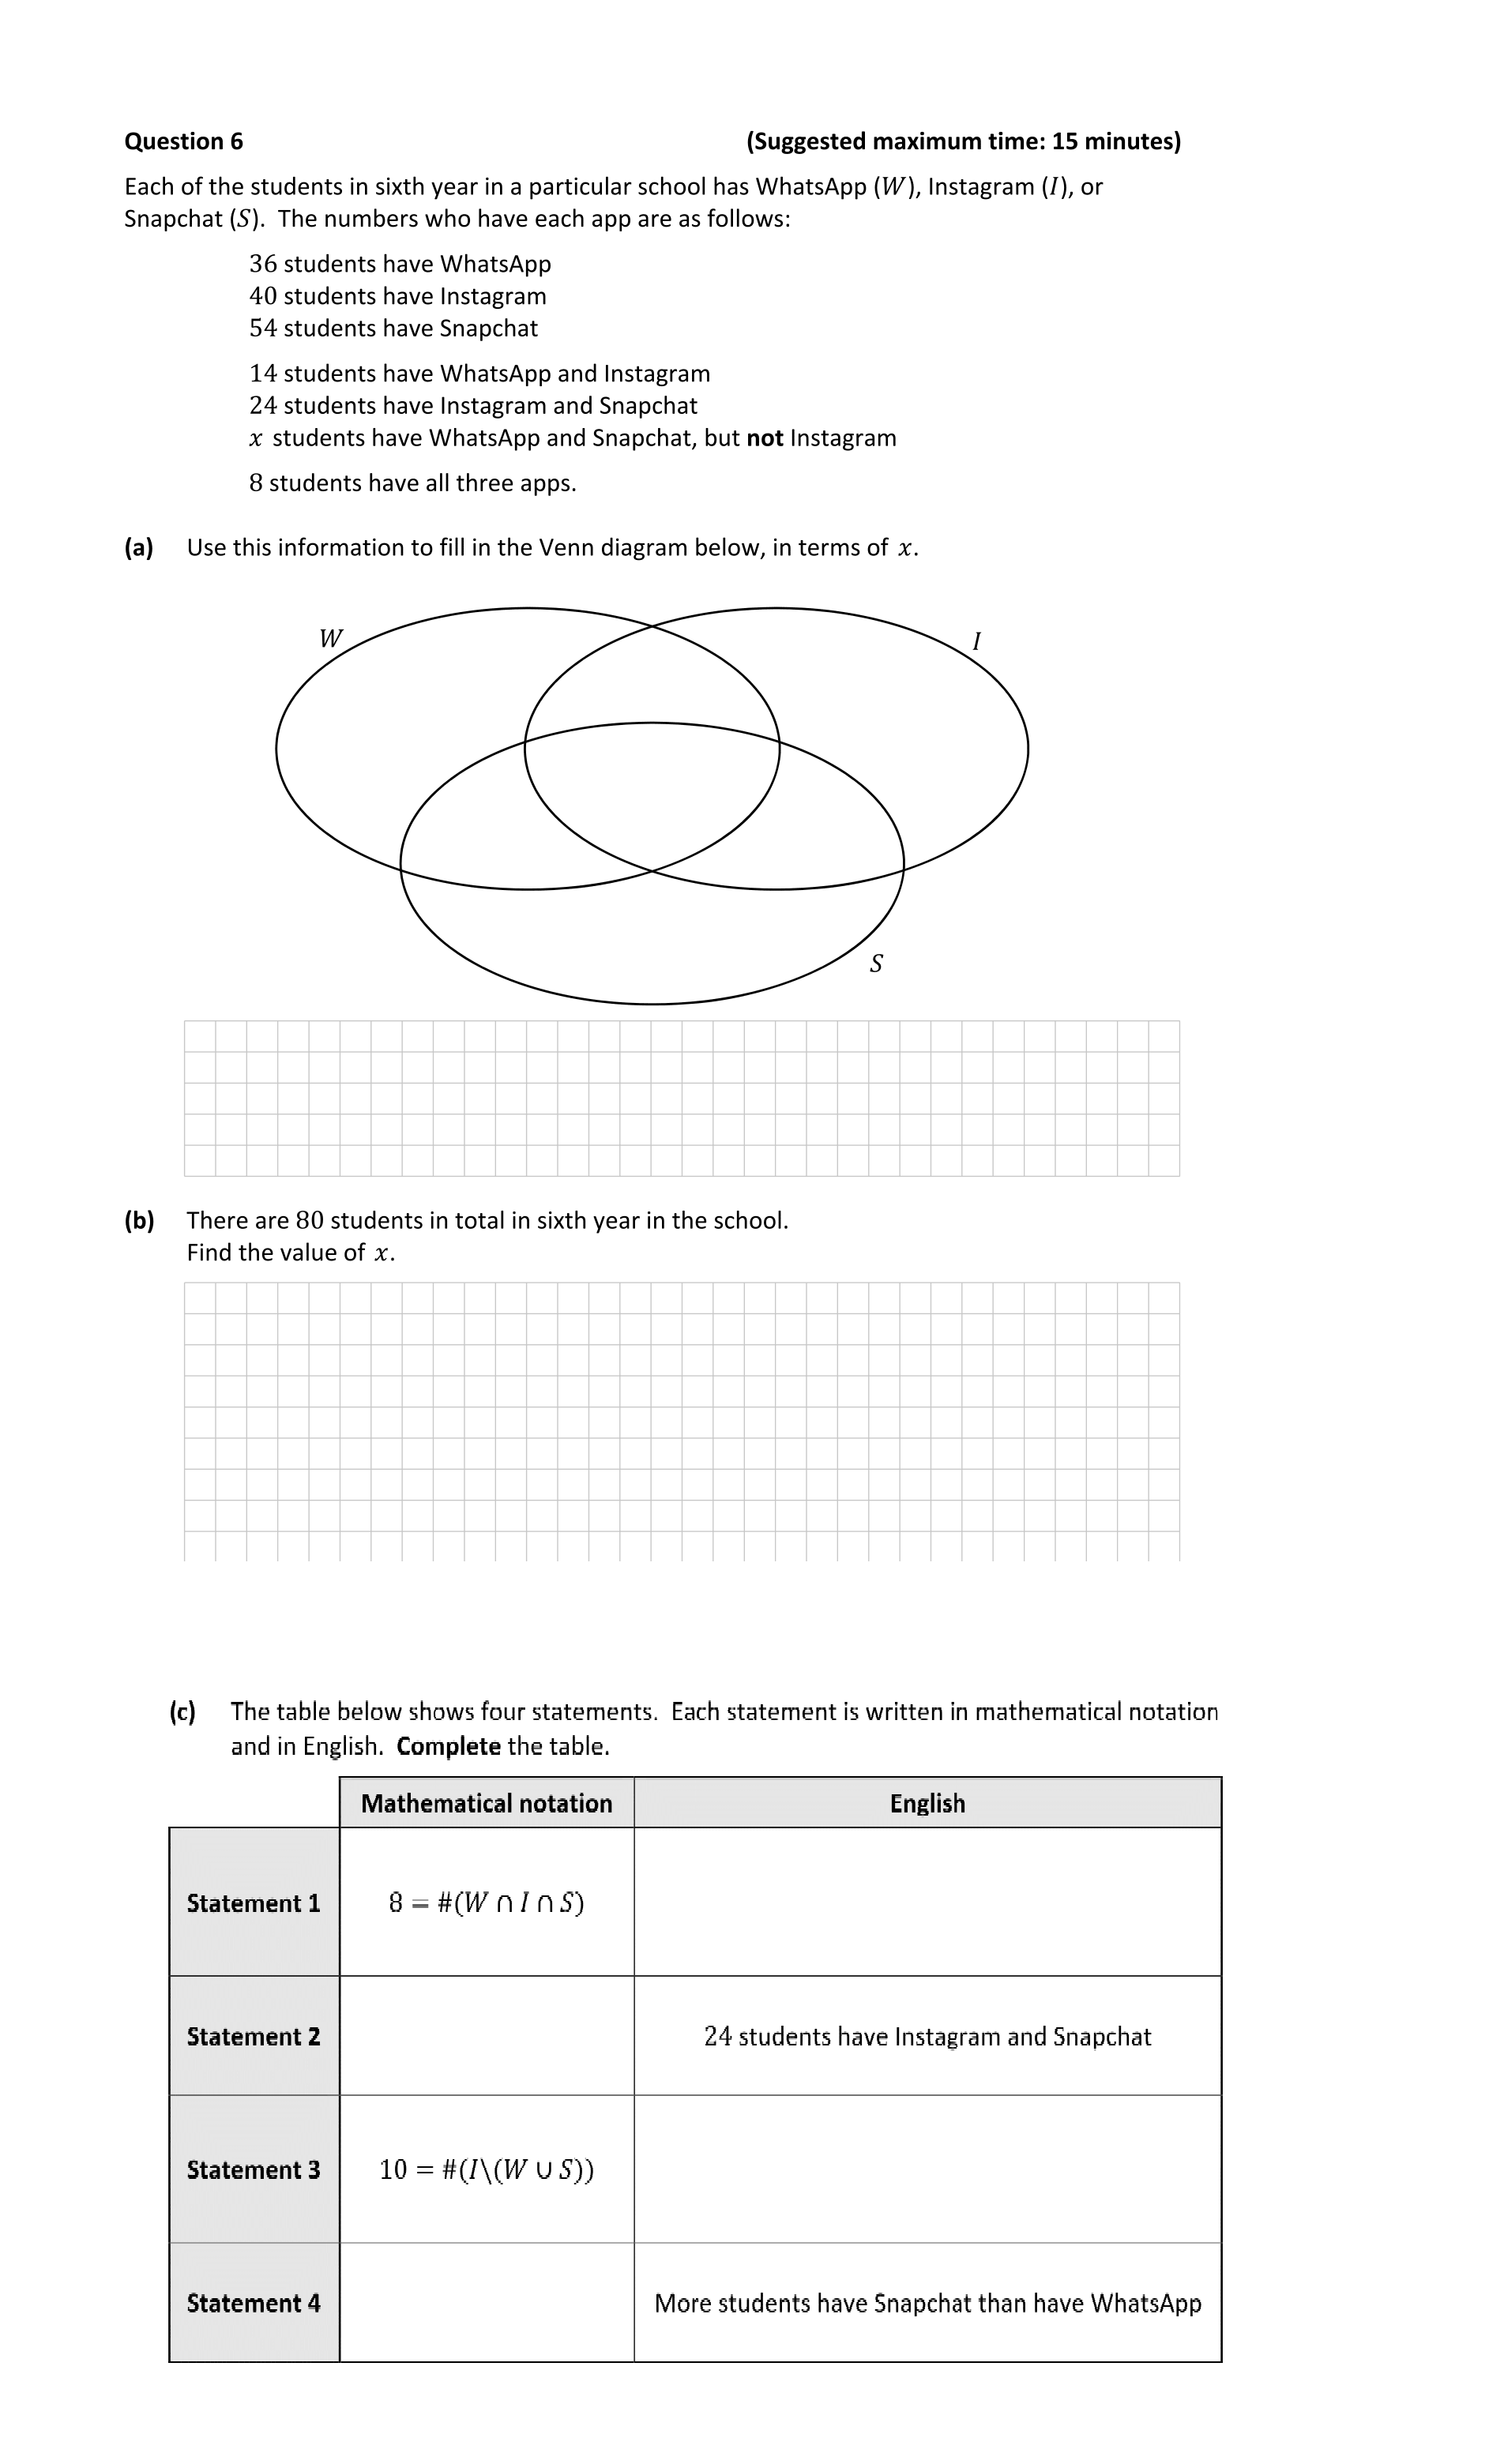 Question 6 (Suggested maximum time: 15 minutes)
Each of the students in sixth year in a particular school has WhatsApp (W), Instagram (I), or
Snapchat (S). The numbers who have each app are as follows:
36 students have WhatsApp
40 students have Instagram
54 students have Snapchat
14 students have WhatsApp and Instagram
24 students have Instagram and Snapchat
x students have WhatsApp and Snapchat, but not Instagram
8 students have all three apps.
(a) Use this information to fill in the Venn diagram below, in terms of x.
W
I
S
(b) There are 80 students in total in sixth year in the school.
Find the value of x.
(c) The table below shows four statements. Each statement is written in mathematical notation
and in English. Complete the table.
Mathematical notation English
Statement 1 8 = #(W ∩ I ∩ S)
Statement 2 24 students have Instagram and Snapchat
Statement 3 10 = #(I\(W ∪ S))
Statement 4 More students have Snapchat than have WhatsApp